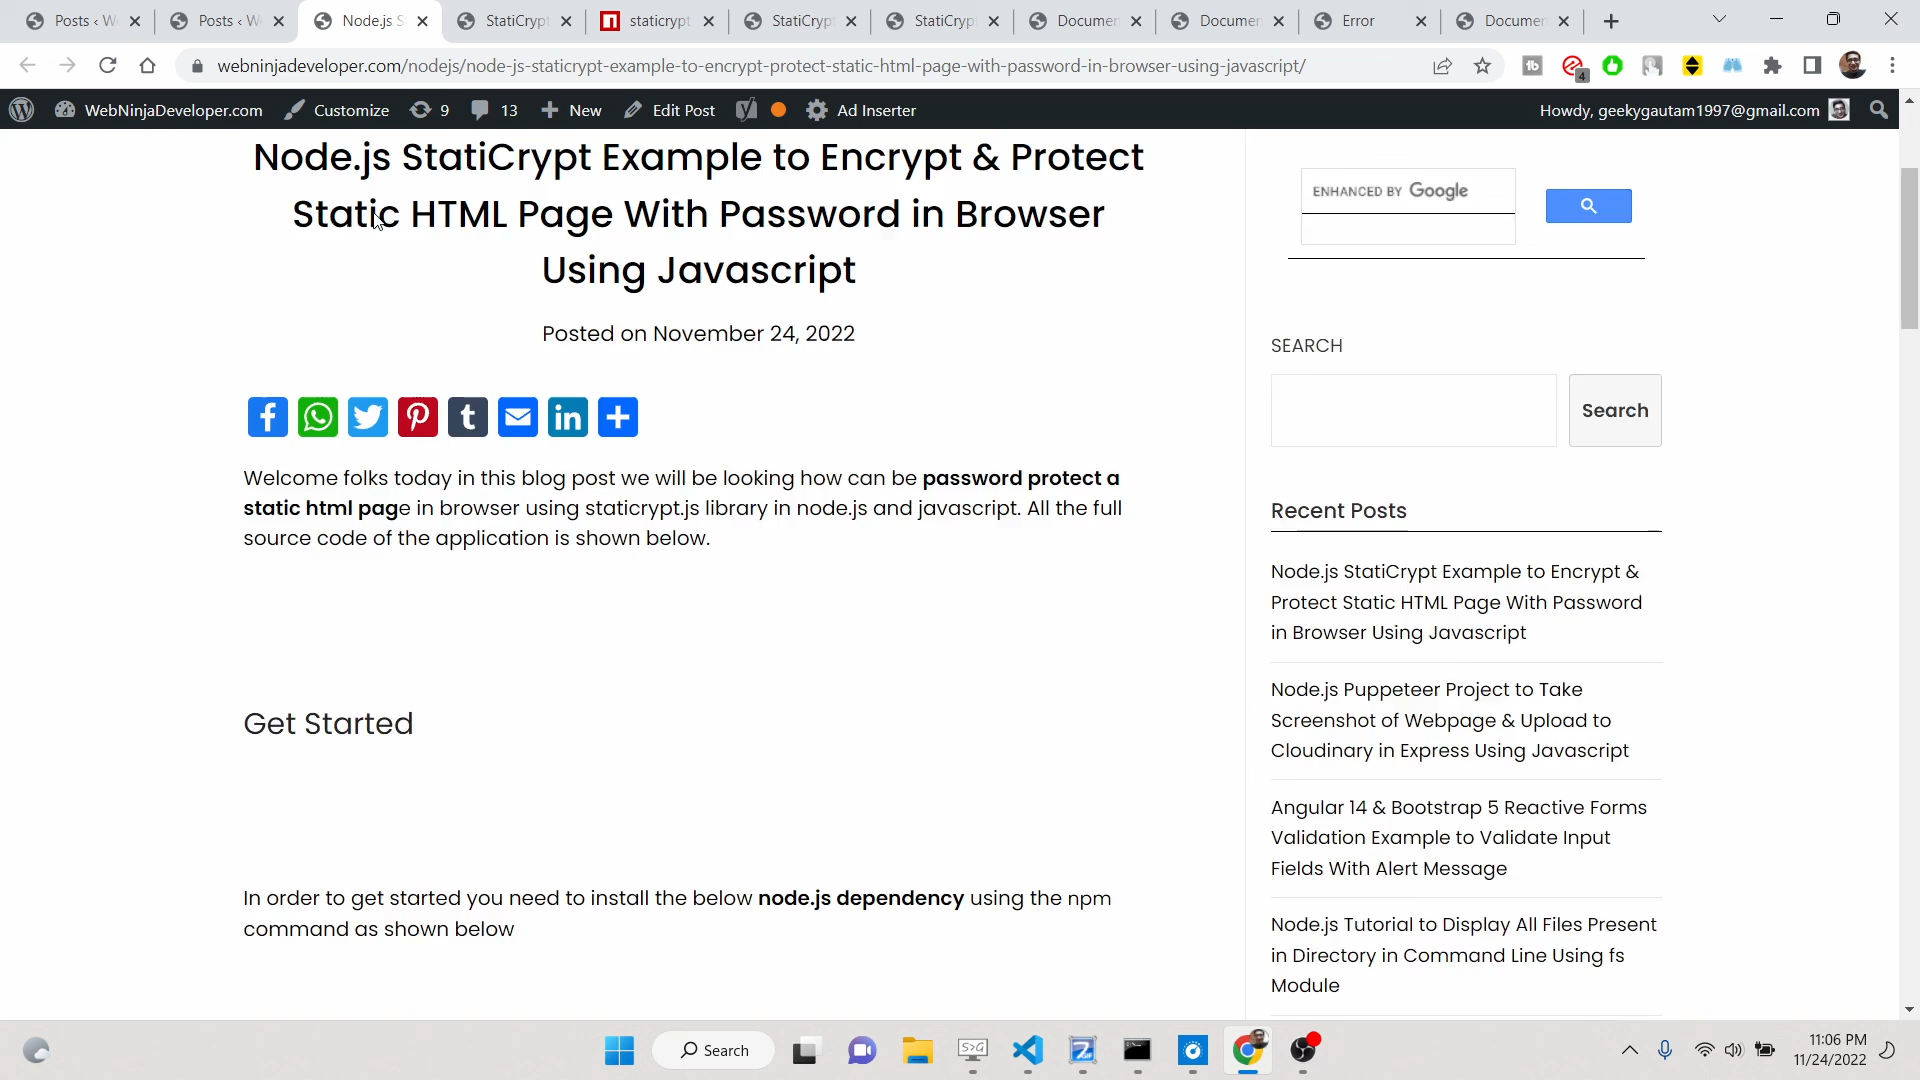 Posts ‹ W
Posts ‹ W
Node.js S
StatiCrypt
staticrypt
StatiCrypt
StatiCryp
Documen
Documen
Error
Documen
webninjadeveloper.com/nodejs/node-js-staticrypt-example-to-encrypt-protect-static-html-page-with-password-in-browser-using-javascript/
4
WebNinjaDeveloper.com
Customize
9
13
New
Edit Post
Ad Inserter
Howdy, geekygautam1997@gmail.com
Node.js StatiCrypt Example to Encrypt & Protect
Static HTML Page With Password in Browser
Using Javascript
Posted on November 24, 2022
Welcome folks today in this blog post we will be looking how can be password protect a
static html page in browser using staticrypt.js library in node.js and javascript. All the full
source code of the application is shown below.
Get Started
In order to get started you need to install the below node.js dependency using the npm
command as shown below
ENHANCED BY Google
SEARCH
Search
Recent Posts
Node.js StatiCrypt Example to Encrypt &
Protect Static HTML Page With Password
in Browser Using Javascript
Node.js Puppeteer Project to Take
Screenshot of Webpage & Upload to
Cloudinary in Express Using Javascript
Angular 14 & Bootstrap 5 Reactive Forms
Validation Example to Validate Input
Fields With Alert Message
Node.js Tutorial to Display All Files Present
in Directory in Command Line Using fs
Module
Search
11:06 PM
11/24/2022